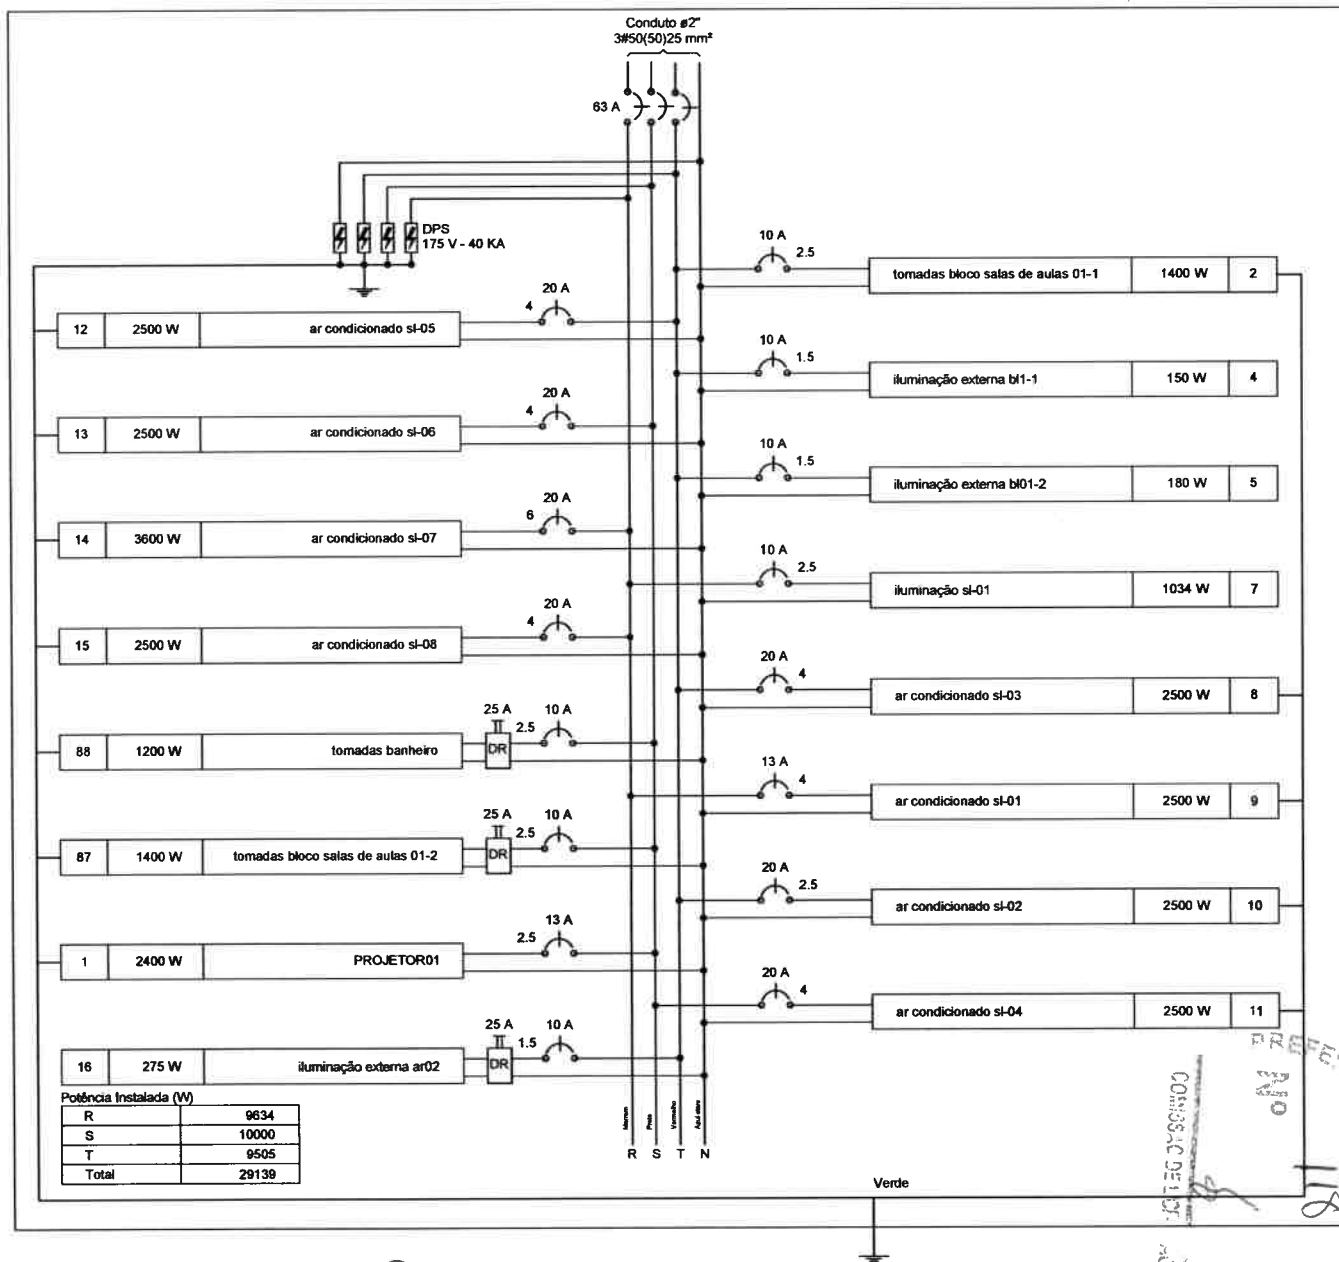 Conduto ø2"
3#50(50)25 mm²
63 A
DPS
175 V - 40 KA
10 A
2.5
tomadas bloco salas de aulas 01-1 1400 W 2
20 A
4
12 2500 W ar condicionado sl-05
10 A
1.5
iluminação externa bl1-1 150 W 4
20 A
4
13 2500 W ar condicionado sl-06
10 A
1.5
iluminação externa bl01-2 180 W 5
20 A
6
14 3600 W ar condicionado sl-07
10 A
2.5
iluminação sl-01 1034 W 7
20 A
4
15 2500 W ar condicionado sl-08
20 A
4
ar condicionado sl-03 2500 W 8
25 A 10 A
2.5
88 1200 W tomadas banheiro DR
13 A
4
ar condicionado sl-01 2500 W 9
25 A 10 A
2.5
87 1400 W tomadas bloco salas de aulas 01-2 DR
20 A
2.5
ar condicionado sl-02 2500 W 10
13 A
2.5
1 2400 W PROJETOR01
20 A
4
ar condicionado sl-04 2500 W 11
25 A 10 A
1.5
16 275 W iluminação externa ar02 DR
Potência Instalada (W)
R 9634
S 10000
T 9505
Total 29139
Marrom Preto Vermelho Azul claro
R S T N
Verde